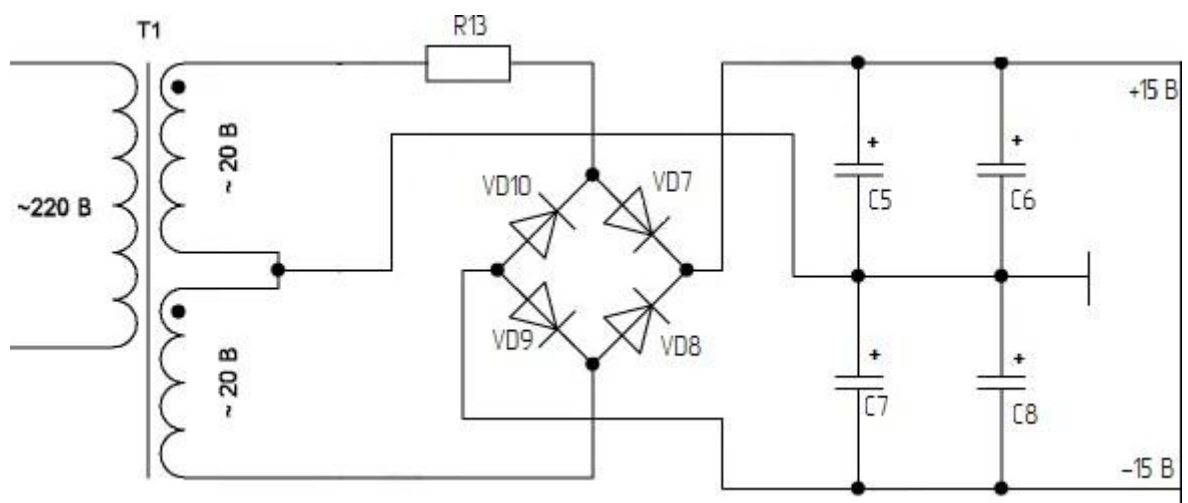 T1
R13
+15 В
~ 20 В
VD10
VD7
C5
C6
~220 В
VD9
VD8
~ 20 В
C7
C8
-15 В